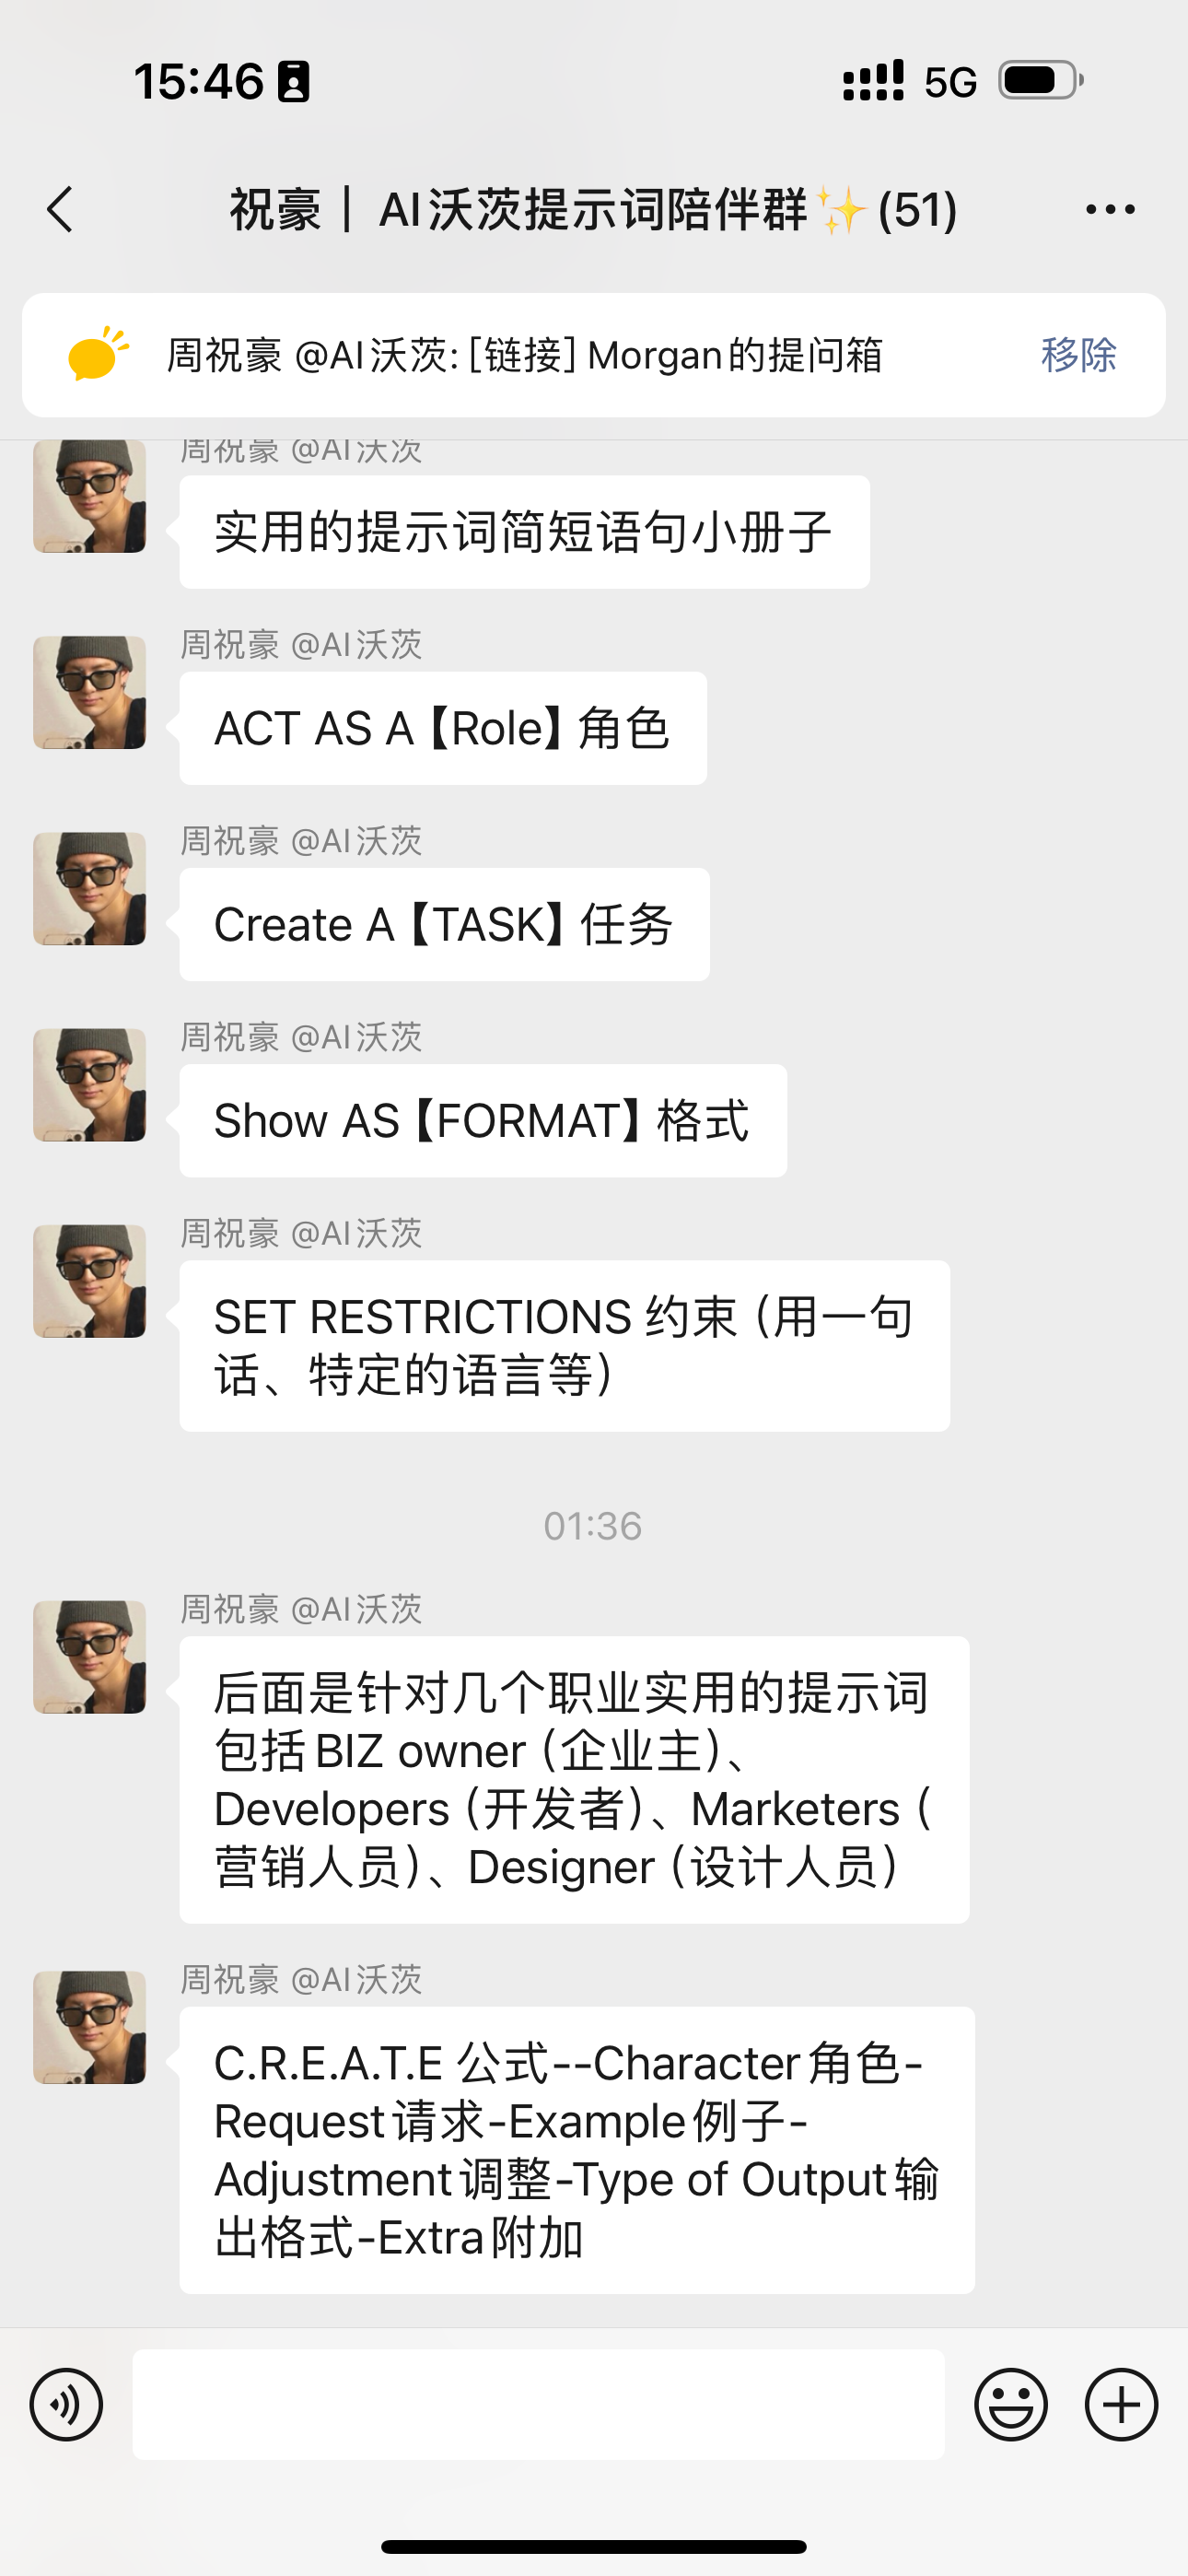 15:46
5G
祝豪｜AI沃茨提示词陪伴群✨(51)
周祝豪 @AI沃茨: [链接] Morgan的提问箱
移除
周祝豪 @AI沃茨
实用的提示词简短语句小册子
周祝豪 @AI沃茨
ACT AS A【Role】角色
周祝豪 @AI沃茨
Create A【TASK】任务
周祝豪 @AI沃茨
Show AS【FORMAT】格式
周祝豪 @AI沃茨
SET RESTRICTIONS 约束（用一句
话、特定的语言等）
01:36
周祝豪 @AI沃茨
后面是针对几个职业实用的提示词
包括BIZ owner（企业主）、
Developers（开发者）、Marketers（
营销人员）、Designer（设计人员）
周祝豪 @AI沃茨
C.R.E.A.T.E 公式--Character角色-
Request请求-Example例子-
Adjustment调整-Type of Output输
出格式-Extra附加